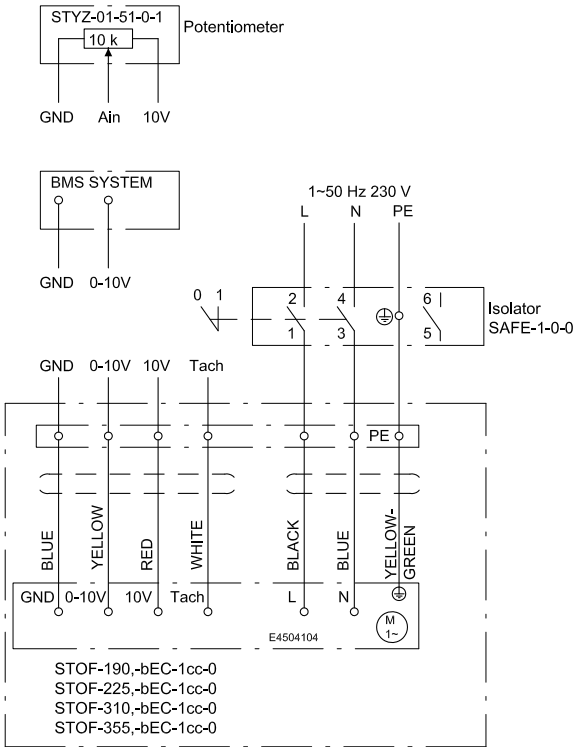 STYZ-01-51-0-1
Potentiometer
10 k
GND Ain 10V
BMS SYSTEM
GND 0-10V
1~50 Hz 230 V
L N PE
0 1
2 4 6
1 3 5
Isolator
SAFE-1-0-0
GND 0-10V 10V Tach
PE
BLUE
YELLOW
RED
WHITE
BLACK
BLUE
YELLOW-
GREEN
GND 0-10V 10V Tach L N
M
1~
E4504104
STOF-190,-bEC-1cc-0
STOF-225,-bEC-1cc-0
STOF-310,-bEC-1cc-0
STOF-355,-bEC-1cc-0